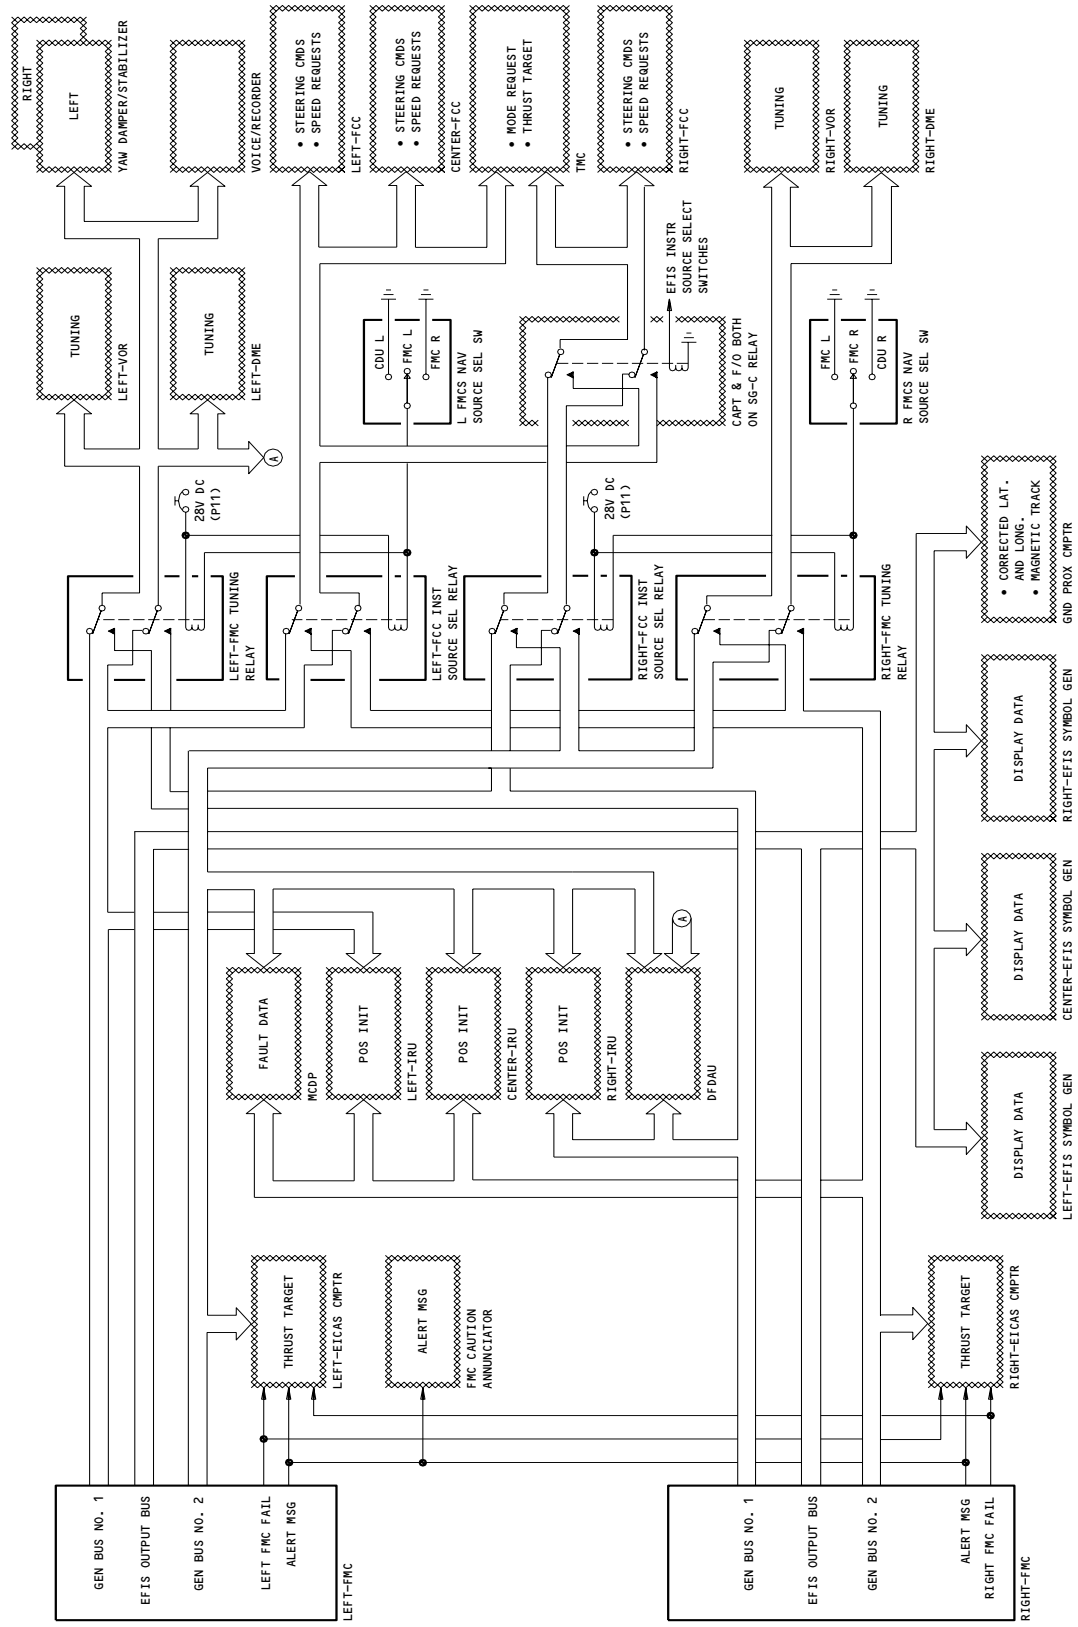 RIGHT
LEFT
YAW DAMPER/STABILIZER
VOICE/RECORDER
• STEERING CMDS
• SPEED REQUESTS
LEFT-FCC
• STEERING CMDS
• SPEED REQUESTS
CENTER-FCC
• MODE REQUEST
• THRUST TARGET
TMC
• STEERING CMDS
• SPEED REQUESTS
RIGHT-FCC
TUNING
RIGHT-VOR
TUNING
RIGHT-DME
TUNING
LEFT-VOR
TUNING
LEFT-DME
A
CDU L
FMC L
FMC R
L FMCS NAV
SOURCE SEL SW
EFIS INSTR
SOURCE SELECT
SWITCHES
CAPT & F/O BOTH
ON SG-C RELAY
FMC L
FMC R
CDU R
R FMCS NAV
SOURCE SEL SW
28V DC
(P11)
28V DC
(P11)
LEFT-FMC TUNING
RELAY
LEFT-FCC INST
SOURCE SEL RELAY
RIGHT-FCC INST
SOURCE SEL RELAY
RIGHT-FMC TUNING
RELAY
• CORRECTED LAT.
AND LONG.
• MAGNETIC TRACK
GND PROX CMPTR
DISPLAY DATA
RIGHT-EFIS SYMBOL GEN
DISPLAY DATA
CENTER-EFIS SYMBOL GEN
DISPLAY DATA
LEFT-EFIS SYMBOL GEN
FAULT DATA
MCDP
POS INIT
LEFT-IRU
POS INIT
CENTER-IRU
POS INIT
RIGHT-IRU
A
DFDAU
THRUST TARGET
LEFT-EICAS CMPTR
ALERT MSG
FMC CAUTION
ANNUNCIATOR
THRUST TARGET
RIGHT-EICAS CMPTR
GEN BUS NO. 1
EFIS OUTPUT BUS
GEN BUS NO. 2
LEFT FMC FAIL
ALERT MSG
LEFT-FMC
GEN BUS NO. 1
EFIS OUTPUT BUS
GEN BUS NO. 2
ALERT MSG
RIGHT FMC FAIL
RIGHT-FMC